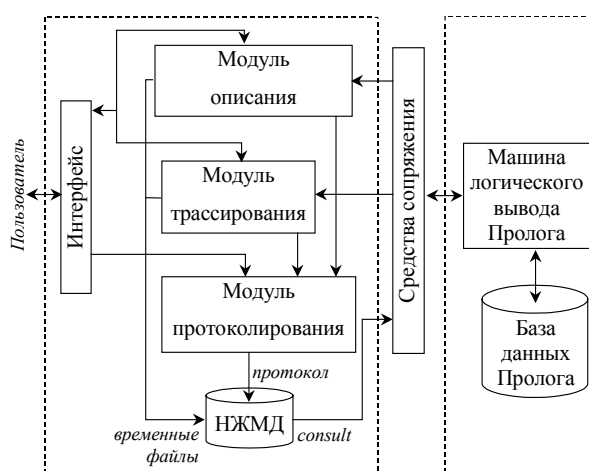 Модуль
описания
Пользователь
Интерфейс
Модуль
трассирования
Средства сопряжения
Машина
логического
вывода
Пролога
Модуль
протоколирования
База
данных
Пролога
протокол
НЖМД
временные
файлы
consult